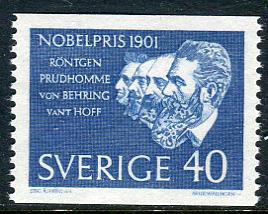 NOBELPRIS 1901
RÖNTGEN
PRUDHOMME
VON BEHRING
VANT HOFF
SVERIGE 40